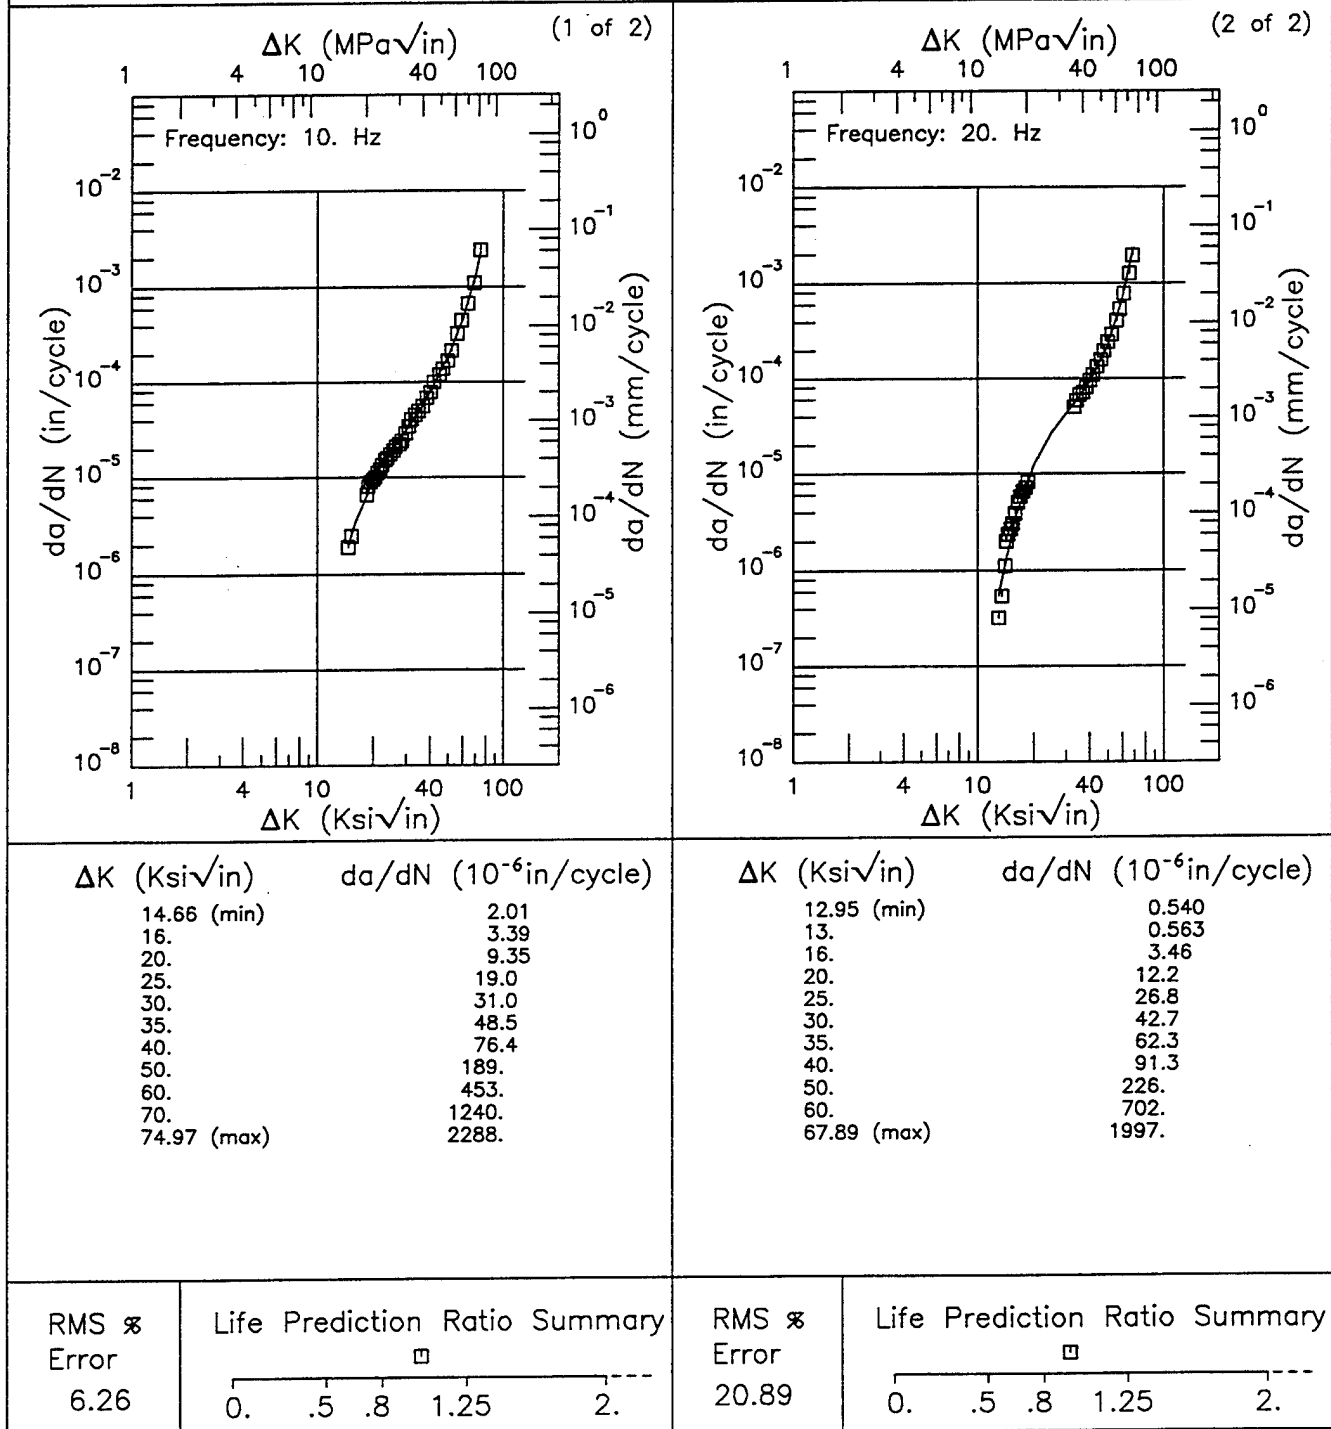 (1 of 2)
ΔK (MPa√in)
1 4 10 40 100
Frequency: 10. Hz
10⁰
10⁻¹
10⁻²
10⁻³
10⁻⁴
10⁻⁵
10⁻⁶
da/dN (mm/cycle)
10⁻²
10⁻³
10⁻⁴
10⁻⁵
10⁻⁶
10⁻⁷
10⁻⁸
da/dN (in/cycle)
1 4 10 40 100
ΔK (Ksi√in)
ΔK (Ksi√in) da/dN (10⁻⁶in/cycle)
14.66 (min) 2.01
16. 3.39
20. 9.35
25. 19.0
30. 31.0
35. 48.5
40. 76.4
50. 189.
60. 453.
70. 1240.
74.97 (max) 2288.
RMS %
Error
6.26
Life Prediction Ratio Summary
0. .5 .8 1.25 2.
(2 of 2)
ΔK (MPa√in)
1 4 10 40 100
Frequency: 20. Hz
10⁰
10⁻¹
10⁻²
10⁻³
10⁻⁴
10⁻⁵
10⁻⁶
da/dN (mm/cycle)
10⁻²
10⁻³
10⁻⁴
10⁻⁵
10⁻⁶
10⁻⁷
10⁻⁸
da/dN (in/cycle)
1 4 10 40 100
ΔK (Ksi√in)
ΔK (Ksi√in) da/dN (10⁻⁶in/cycle)
12.95 (min) 0.540
13. 0.563
16. 3.46
20. 12.2
25. 26.8
30. 42.7
35. 62.3
40. 91.3
50. 226.
60. 702.
67.89 (max) 1997.
RMS %
Error
20.89
Life Prediction Ratio Summary
0. .5 .8 1.25 2.